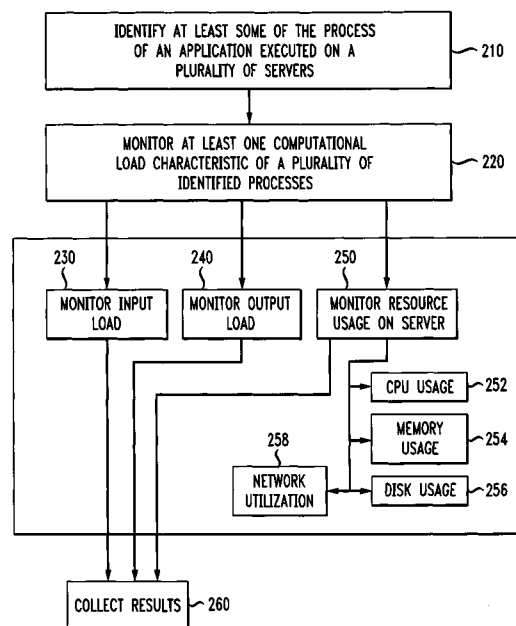 IDENTIFY AT LEAST SOME OF THE PROCESS
OF AN APPLICATION EXECUTED ON A
PLURALITY OF SERVERS
210
MONITOR AT LEAST ONE COMPUTATIONAL
LOAD CHARACTERISTIC OF A PLURALITY OF
IDENTIFIED PROCESSES
220
230
240
250
MONITOR INPUT
LOAD
MONITOR OUTPUT
LOAD
MONITOR RESOURCE
USAGE ON SERVER
CPU USAGE
252
MEMORY
USAGE
254
258
NETWORK
UTILIZATION
DISK USAGE
256
COLLECT RESULTS
260